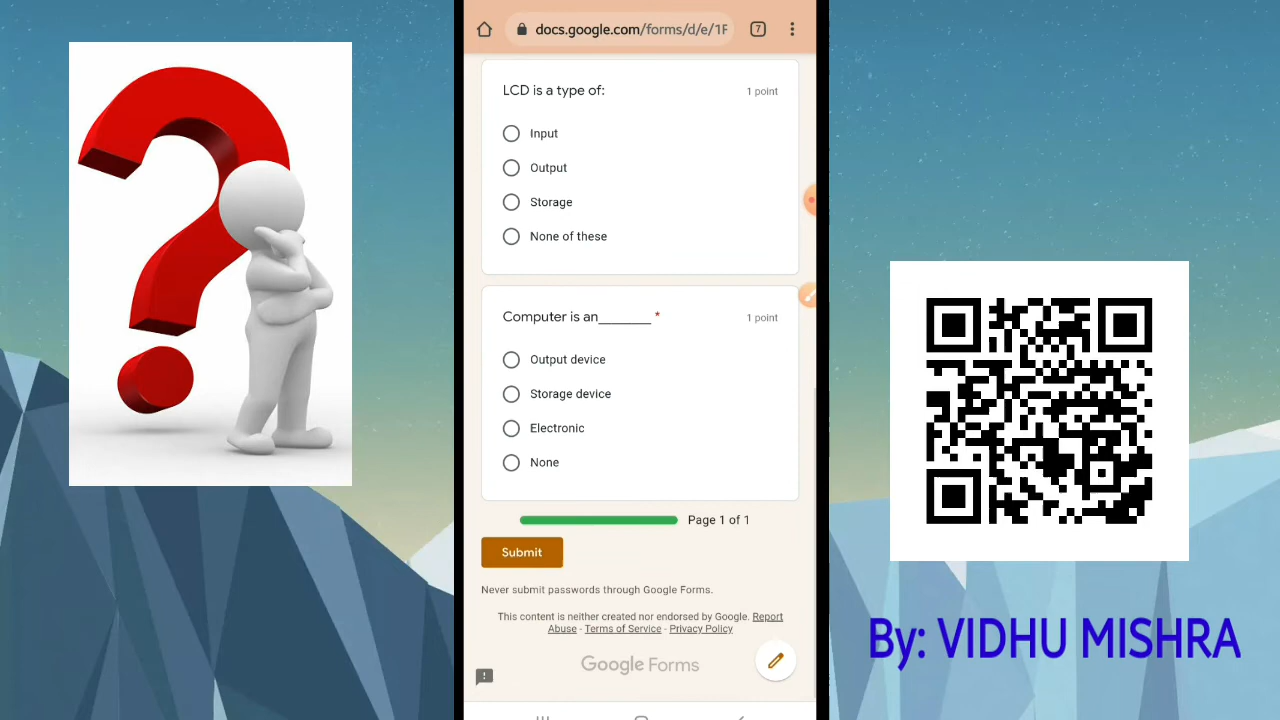 docs.google.com/forms/d/e/1F
7
LCD is a type of:
1 point
Input
Output
Storage
None of these
Computer is an_______ *
1 point
Output device
Storage device
Electronic
None
Page 1 of 1
Submit
Never submit passwords through Google Forms.
This content is neither created nor endorsed by Google. Report
Abuse - Terms of Service - Privacy Policy
Google Forms
By: VIDHU MISHRA